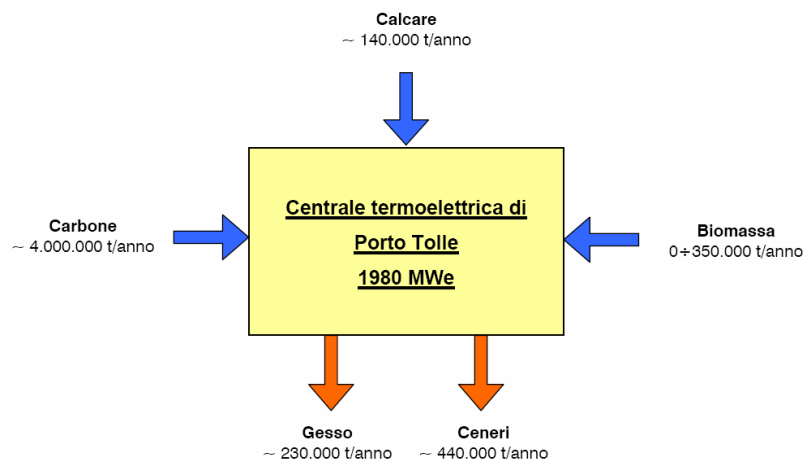 Calcare
~ 140.000 t/anno
Centrale termoelettrica di
Porto Tolle
1980 MWe
Carbone
~ 4.000.000 t/anno
Biomassa
0÷350.000 t/anno
Gesso
~ 230.000 t/anno
Ceneri
~ 440.000 t/anno